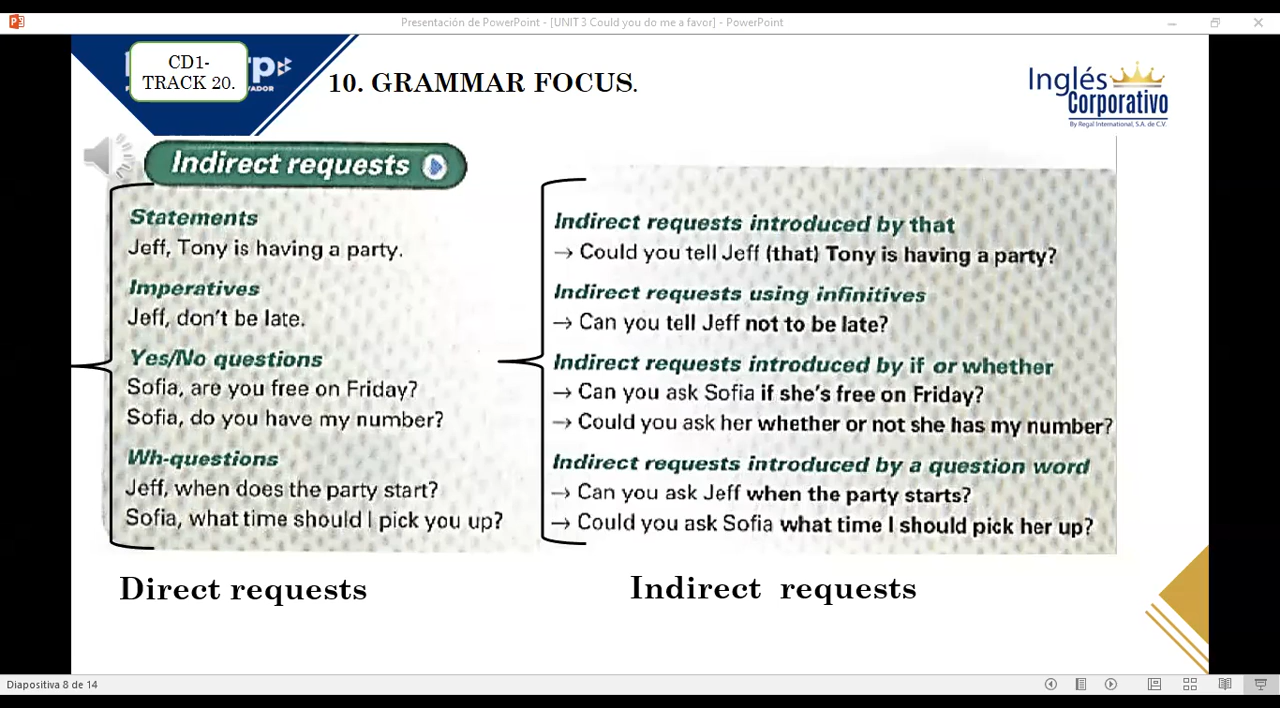 Presentación de PowerPoint - [UNIT 3 Could you do me a favor] - PowerPoint
CD1-
TRACK 20.
10. GRAMMAR FOCUS.
Inglés
Corporativo
By Regal International, S.A. de C.V.
Indirect requests
Statements
Jeff, Tony is having a party.
Imperatives
Jeff, don't be late.
Yes/No questions
Sofia, are you free on Friday?
Sofia, do you have my number?
Wh-questions
Jeff, when does the party start?
Sofia, what time should I pick you up?
Direct requests
Indirect requests introduced by that
→ Could you tell Jeff (that) Tony is having a party?
Indirect requests using infinitives
→ Can you tell Jeff not to be late?
Indirect requests introduced by if or whether
→ Can you ask Sofia if she's free on Friday?
→ Could you ask her whether or not she has my number?
Indirect requests introduced by a question word
→ Can you ask Jeff when the party starts?
→ Could you ask Sofia what time I should pick her up?
Indirect requests
Diapositiva 8 de 14